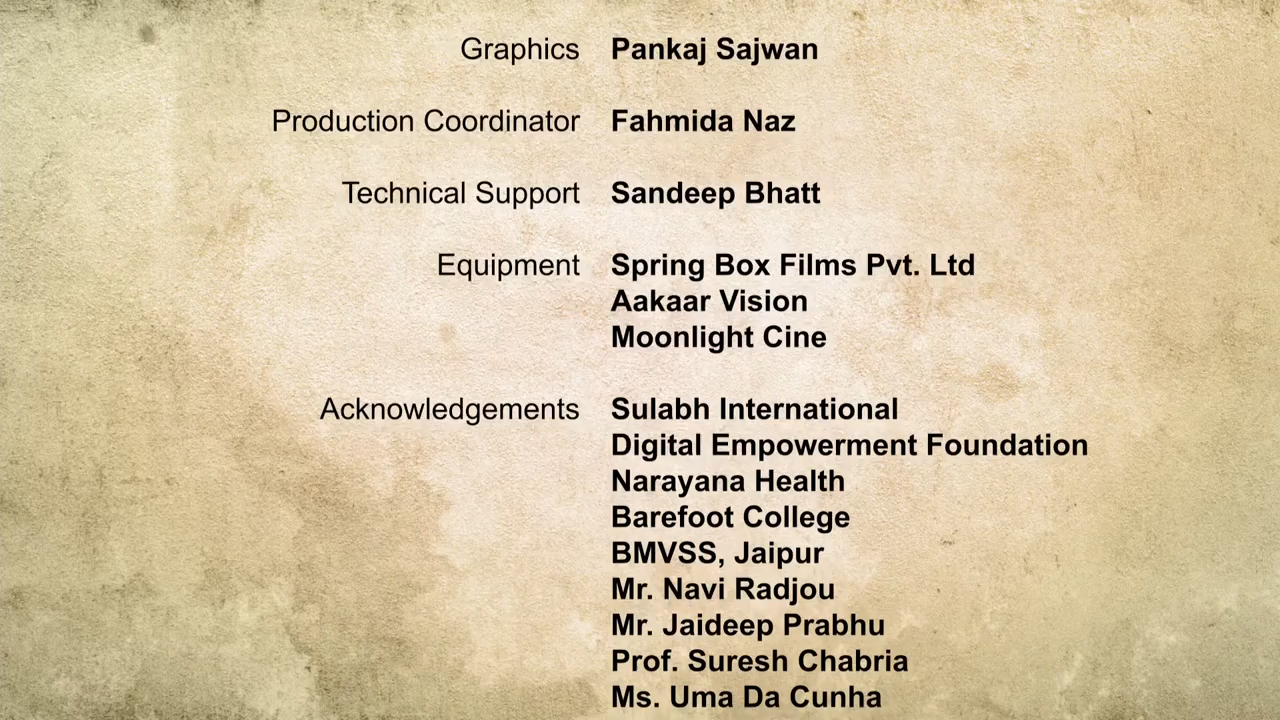 Graphics Pankaj Sajwan
Production Coordinator Fahmida Naz
Technical Support Sandeep Bhatt
Equipment Spring Box Films Pvt. Ltd
Aakaar Vision
Moonlight Cine
Acknowledgements Sulabh International
Digital Empowerment Foundation
Narayana Health
Barefoot College
BMVSS, Jaipur
Mr. Navi Radjou
Mr. Jaideep Prabhu
Prof. Suresh Chabria
Ms. Uma Da Cunha